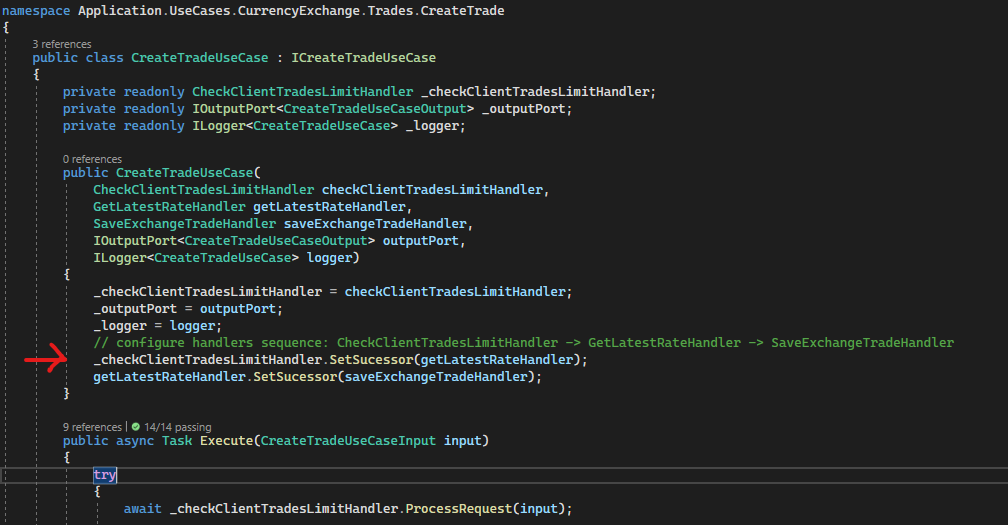 namespace Application.UseCases.CurrencyExchange.Trades.CreateTrade
{
3 references
public class CreateTradeUseCase : ICreateTradeUseCase
{
private readonly CheckClientTradesLimitHandler _checkClientTradesLimitHandler;
private readonly IOutputPort<CreateTradeUseCaseOutput> _outputPort;
private readonly ILogger<CreateTradeUseCase> _logger;
0 references
public CreateTradeUseCase(
CheckClientTradesLimitHandler checkClientTradesLimitHandler,
GetLatestRateHandler getLatestRateHandler,
SaveExchangeTradeHandler saveExchangeTradeHandler,
IOutputPort<CreateTradeUseCaseOutput> outputPort,
ILogger<CreateTradeUseCase> logger)
{
_checkClientTradesLimitHandler = checkClientTradesLimitHandler;
_outputPort = outputPort;
_logger = logger;
// configure handlers sequence: CheckClientTradesLimitHandler -> GetLatestRateHandler -> SaveExchangeTradeHandler
_checkClientTradesLimitHandler.SetSucessor(getLatestRateHandler);
getLatestRateHandler.SetSucessor(saveExchangeTradeHandler);
}
9 references | 14/14 passing
public async Task Execute(CreateTradeUseCaseInput input)
{
try
{
await _checkClientTradesLimitHandler.ProcessRequest(input);